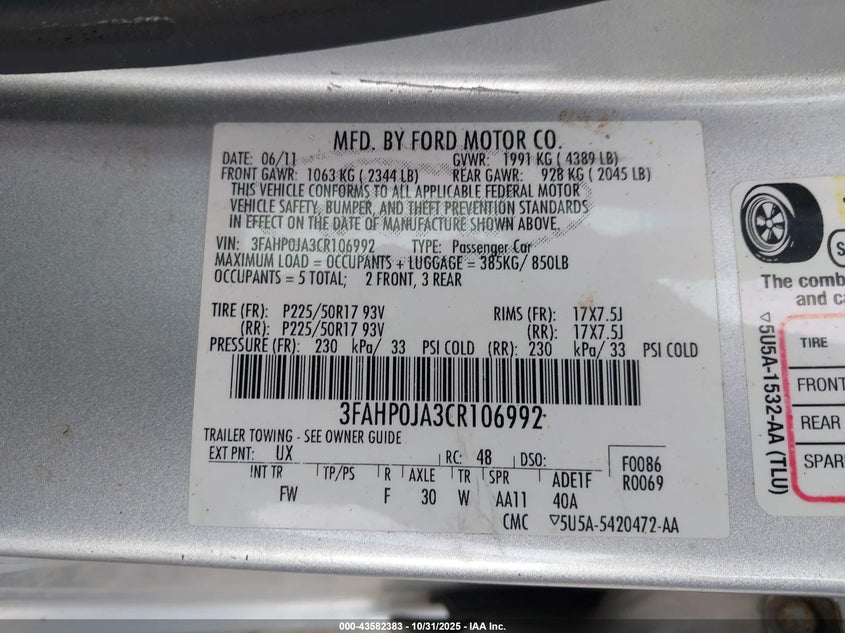 MFD. BY FORD MOTOR CO.
DATE: 06/11 GVWR: 1991 KG ( 4389 LB)
FRONT GAWR: 1063 KG ( 2344 LB) REAR GAWR: 928 KG ( 2045 LB)
THIS VEHICLE CONFORMS TO ALL APPLICABLE FEDERAL MOTOR
VEHICLE SAFETY, BUMPER, AND THEFT PREVENTION STANDARDS
IN EFFECT ON THE DATE OF MANUFACTURE SHOWN ABOVE.
VIN: 3FAHP0JA3CR106992 TYPE: Passenger Car
MAXIMUM LOAD = OCCUPANTS + LUGGAGE = 385KG/ 850LB
OCCUPANTS = 5 TOTAL; 2 FRONT, 3 REAR
TIRE (FR): P225/50R17 93V RIMS (FR): 17X7.5J
(RR): P225/50R17 93V (RR): 17X7.5J
PRESSURE (FR): 230 kPa/ 33 PSI COLD (RR): 230 kPa/ 33 PSI COLD
3FAHP0JA3CR106992
TRAILER TOWING - SEE OWNER GUIDE
EXT PNT: UX RC: 48 DSO: F0086
R0069
INT TR TP/PS R AXLE TR SPR ADE1F
FW F 30 W AA11 40A
CMC ▽5U5A-5420472-AA
The comb
and ca
TIRE
FRONT
REAR
SPAR
▽5U5A-1532-AA (TLU)
000-43582383 - 10/31/2025 - IAA Inc.